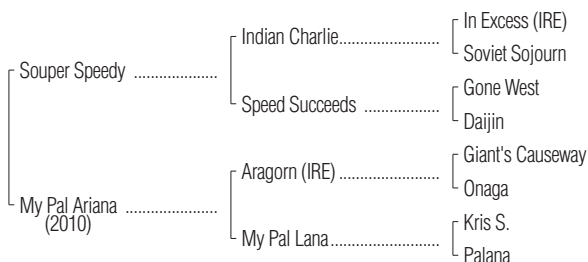 In Excess (IRE)
Indian Charlie
Soviet Sojourn
Souper Speedy
Gone West
Speed Succeeds
Daijin
Giant's Causeway
Aragorn (IRE)
Onaga
My Pal Ariana
(2010)
Kris S.
My Pal Lana
Palana